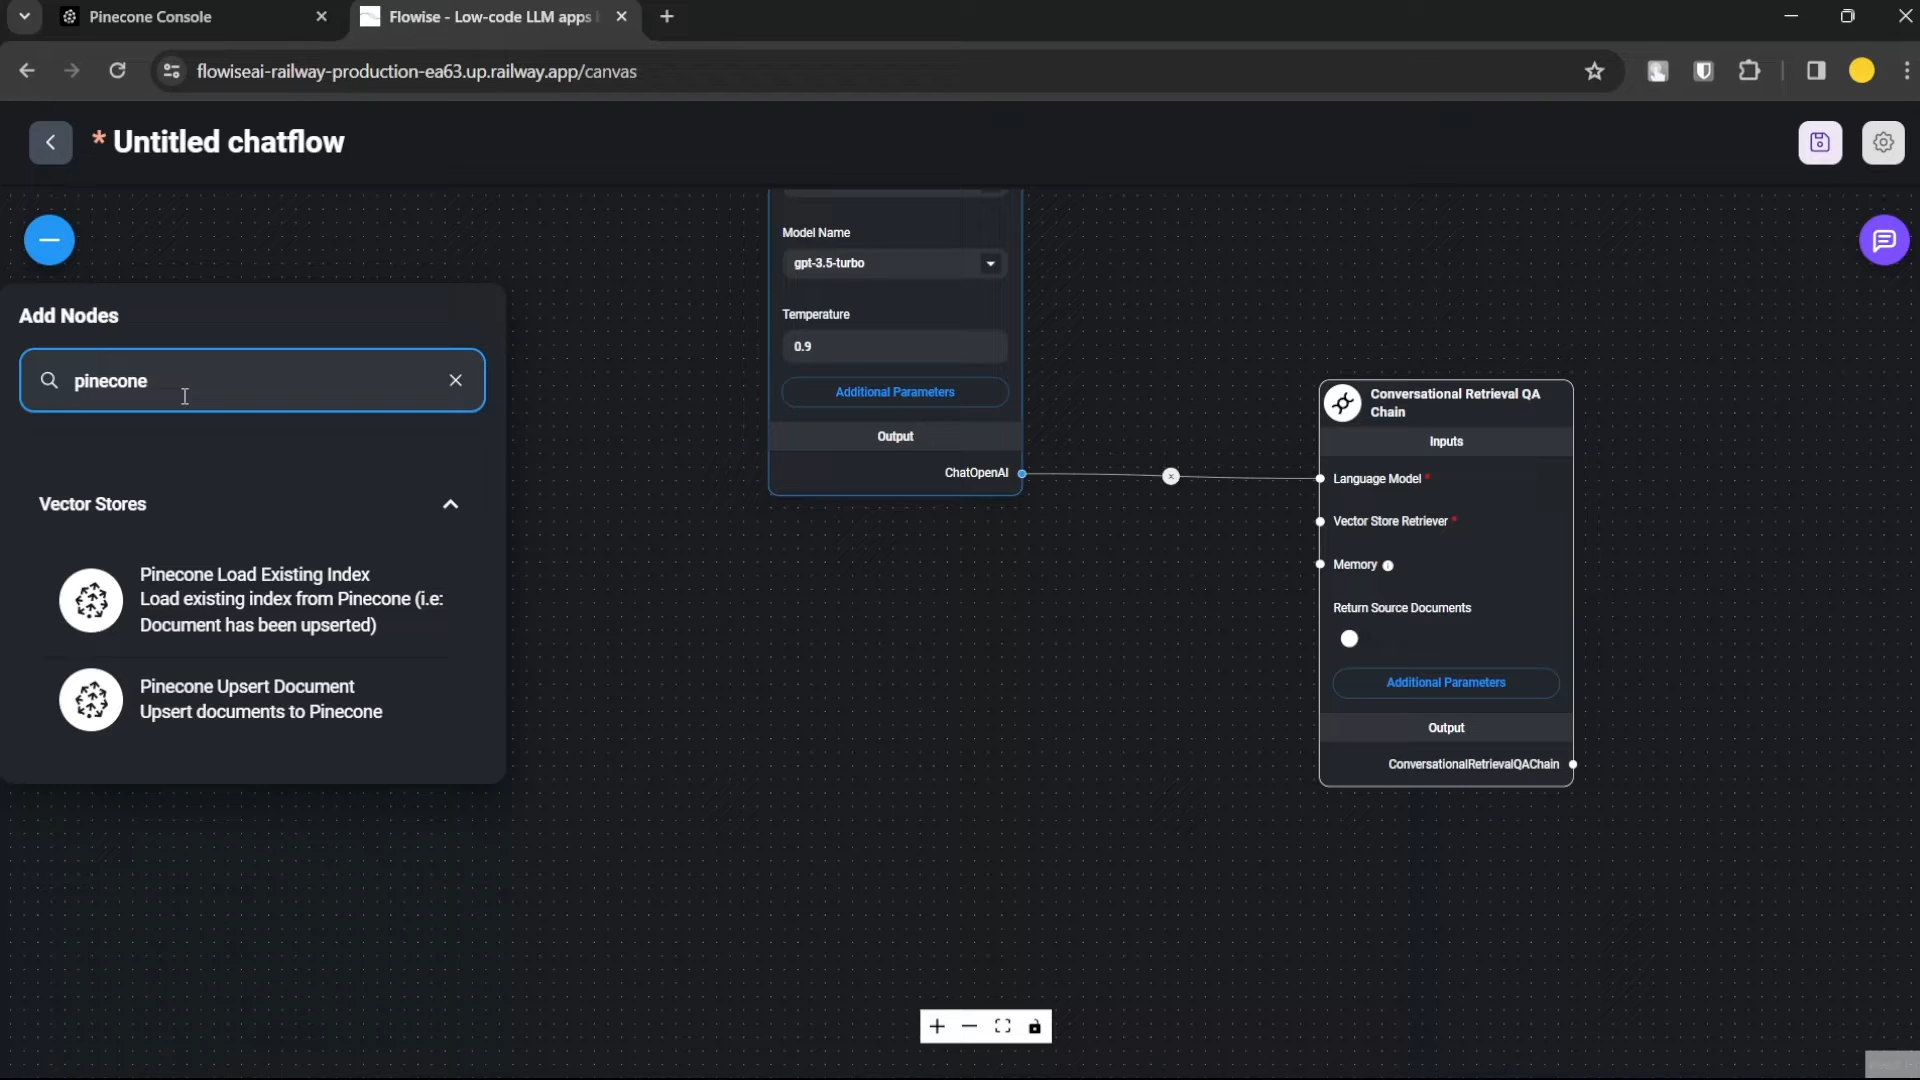 Pinecone Console
Flowise - Low-code LLM apps
flowiseai-railway-production-ea63.up.railway.app/canvas
* Untitled chatflow
Add Nodes
pinecone
Vector Stores
Pinecone Load Existing Index
Load existing index from Pinecone (i.e:
Document has been upserted)
Pinecone Upsert Document
Upsert documents to Pinecone
Model Name
gpt-3.5-turbo
Temperature
0.9
Additional Parameters
Output
ChatOpenAI
Conversational Retrieval QA
Chain
Inputs
Language Model *
Vector Store Retriever *
Memory
Return Source Documents
Additional Parameters
Output
ConversationalRetrievalQAChain